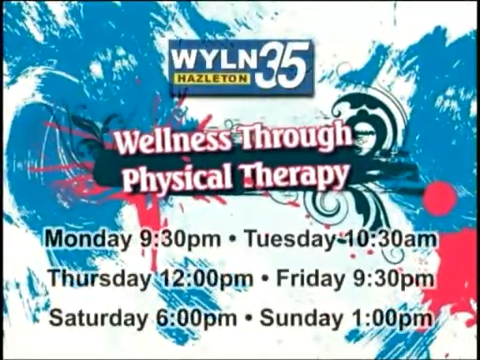 WYLN 35
HAZLETON
Wellness Through
Physical Therapy
Monday 9:30pm • Tuesday 10:30am
Thursday 12:00pm • Friday 9:30pm
Saturday 6:00pm • Sunday 1:00pm